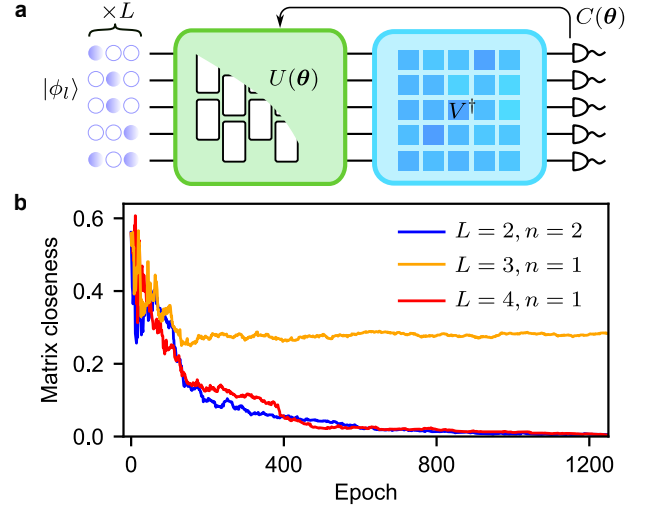 a
×L
C(θ)
|ϕ_l⟩
U(θ)
V†
b
Matrix closeness
0.6
0.4
0.2
0.0
L = 2, n = 2
L = 3, n = 1
L = 4, n = 1
0
400
800
1200
Epoch